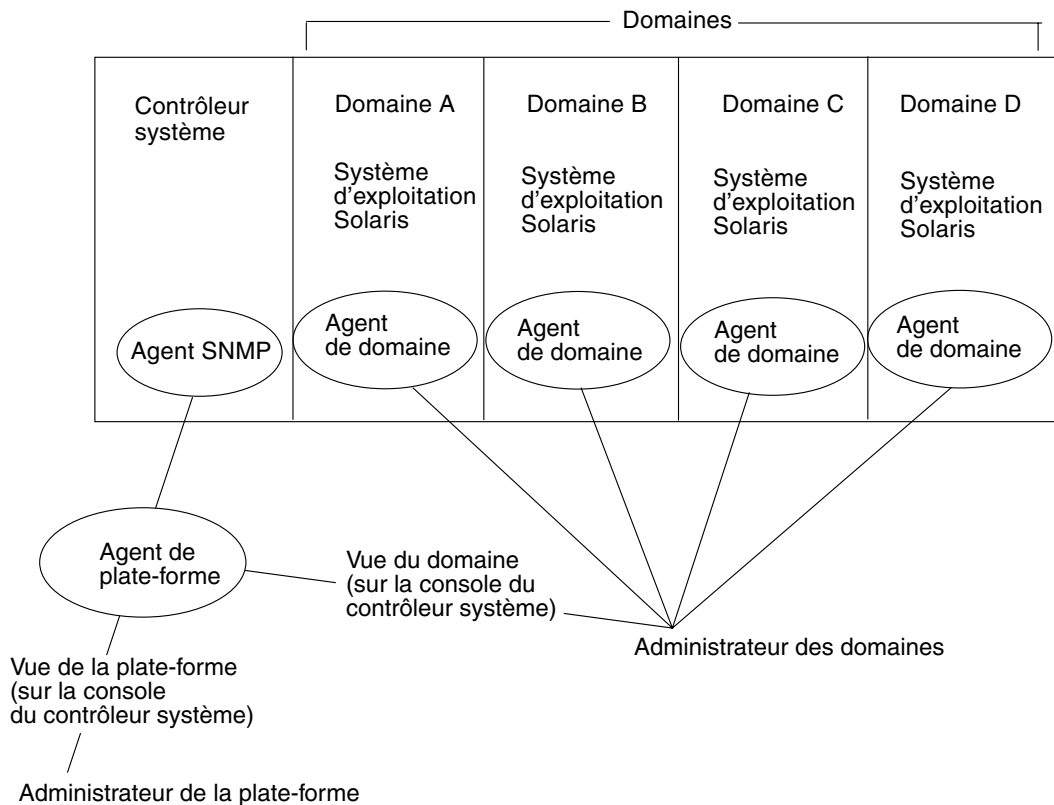 Domaines
Contrôleur
système
Domaine A
Système
d'exploitation
Solaris
Domaine B
Système
d'exploitation
Solaris
Domaine C
Système
d'exploitation
Solaris
Domaine D
Système
d'exploitation
Solaris
Agent SNMP
Agent
de domaine
Agent
de domaine
Agent
de domaine
Agent
de domaine
Agent de
plate-forme
Vue du domaine
(sur la console du
contrôleur système)
Administrateur des domaines
Vue de la plate-forme
(sur la console
du contrôleur système)
Administrateur de la plate-forme